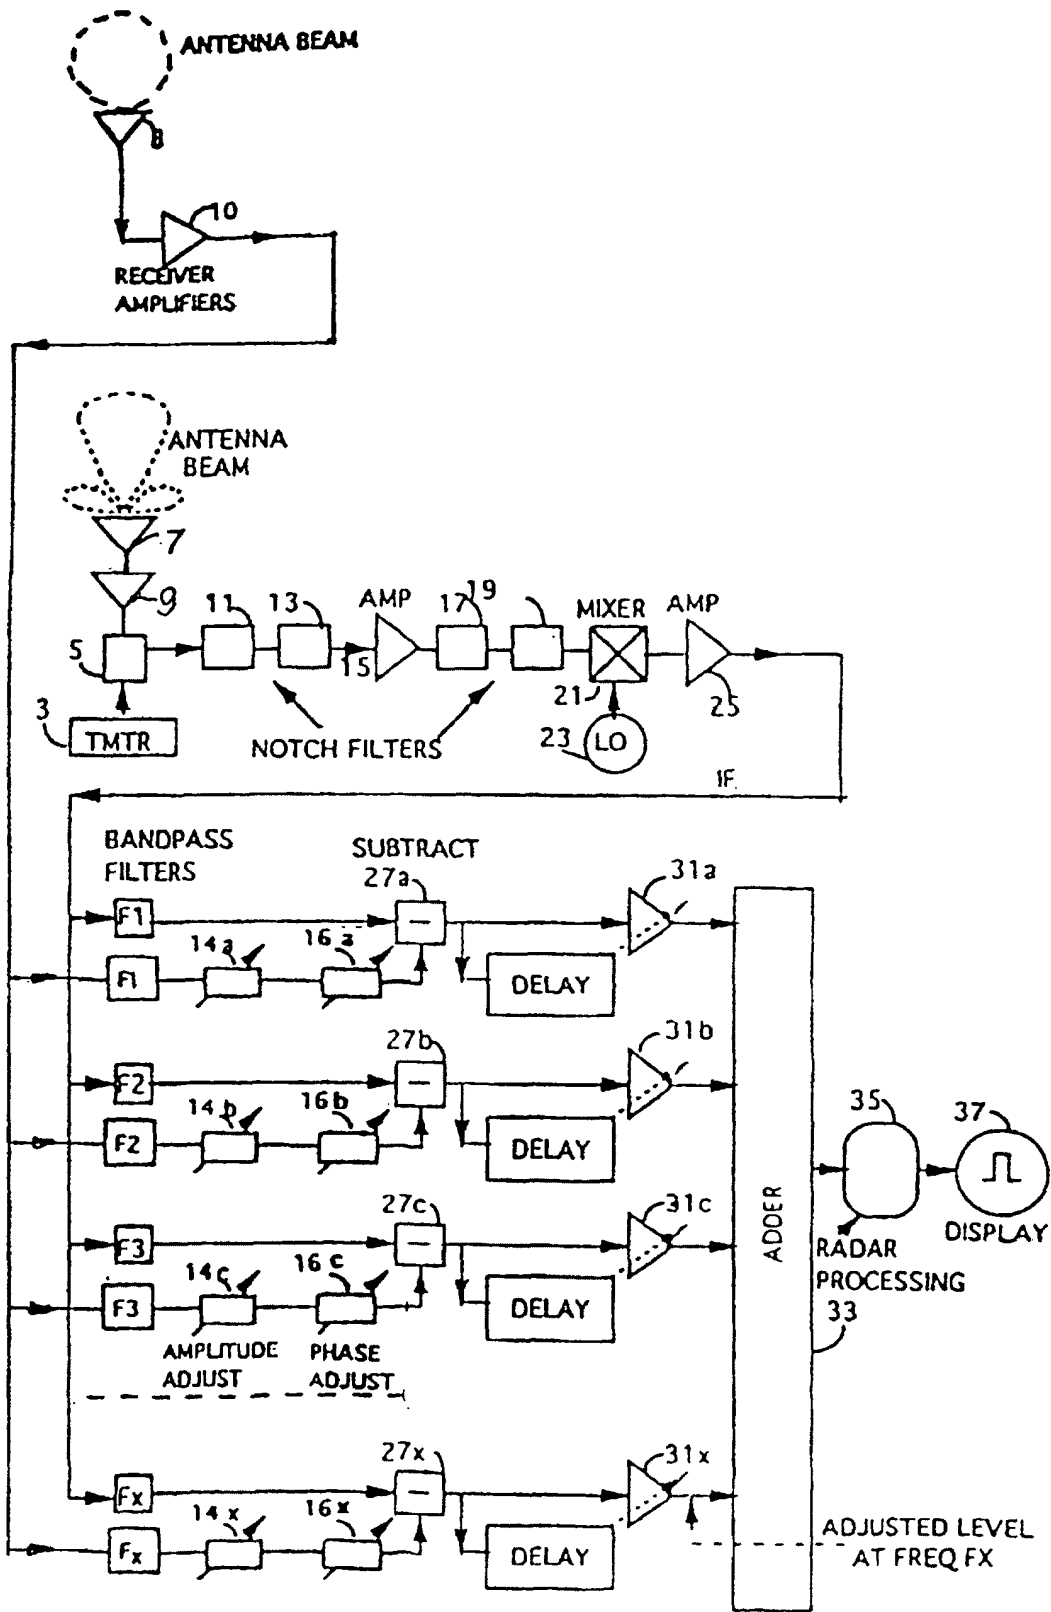 ANTENNA BEAM
8
10
RECEIVER
AMPLIFIERS
ANTENNA
BEAM
7
9
5
3
TMTR
11
13
AMP
15
17
19
MIXER
21
23
LO
AMP
25
NOTCH FILTERS
IF
BANDPASS
FILTERS
SUBTRACT
27a
31a
F1
14a
16a
F1
DELAY
27b
31b
F2
14b
16b
F2
DELAY
27c
31c
F3
14c
16c
F3
DELAY
AMPLITUDE
ADJUST
PHASE
ADJUST
27x
31x
Fx
14x
16x
Fx
DELAY
ADDER
35
37
DISPLAY
RADAR
PROCESSING
33
ADJUSTED LEVEL
AT FREQ FX